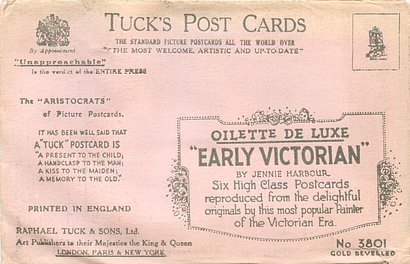 TUCK'S POST CARDS
By Appointment
THE STANDARD PICTURE POSTCARDS ALL THE WORLD OVER
"THE MOST WELCOME, ARTISTIC AND UP-TO-DATE"
"Unapproachable"
Is the verdict of the ENTIRE PRESS
The "ARISTOCRATS"
of Picture Postcards.
IT HAS BEEN WELL SAID THAT
A "TUCK" POSTCARD IS
"A PRESENT TO THE CHILD;
A HANDCLASP TO THE MAN;
A KISS TO THE MAIDEN;
A MEMORY TO THE OLD."
PRINTED IN ENGLAND
RAPHAEL TUCK & SONS, Ltd.
Art Publishers to their Majesties the King & Queen
LONDON, PARIS & NEW YORK
OILETTE DE LUXE
"EARLY VICTORIAN"
BY JENNIE HARBOUR.
Six High Class Postcards
reproduced from the delightful
originals by this most popular Painter
of the Victorian Era.
No 3801
GOLD BEVELLED